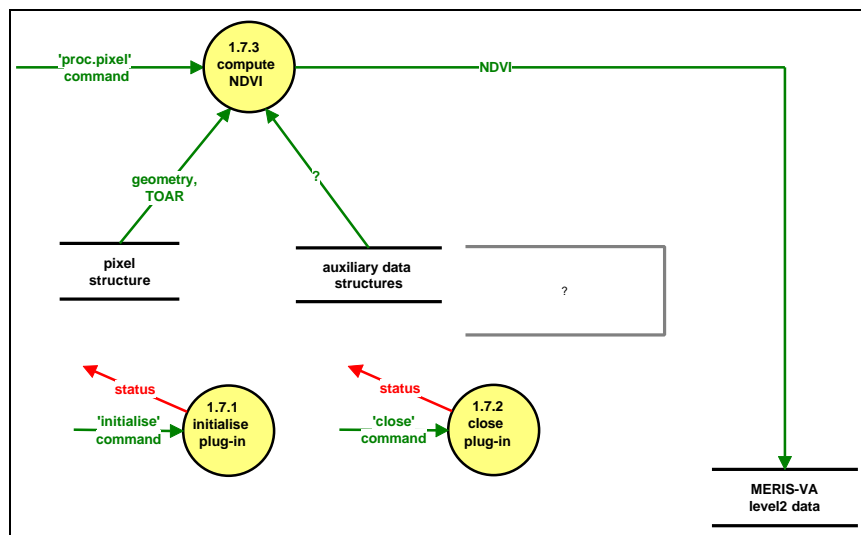 'proc.pixel'
command
1.7.3
compute
NDVI
NDVI
geometry,
TOAR
?
pixel
structure
auxiliary data
structures
?
status
'initialise'
command
1.7.1
initialise
plug-in
status
'close'
command
1.7.2
close
plug-in
MERIS-VA
level2 data